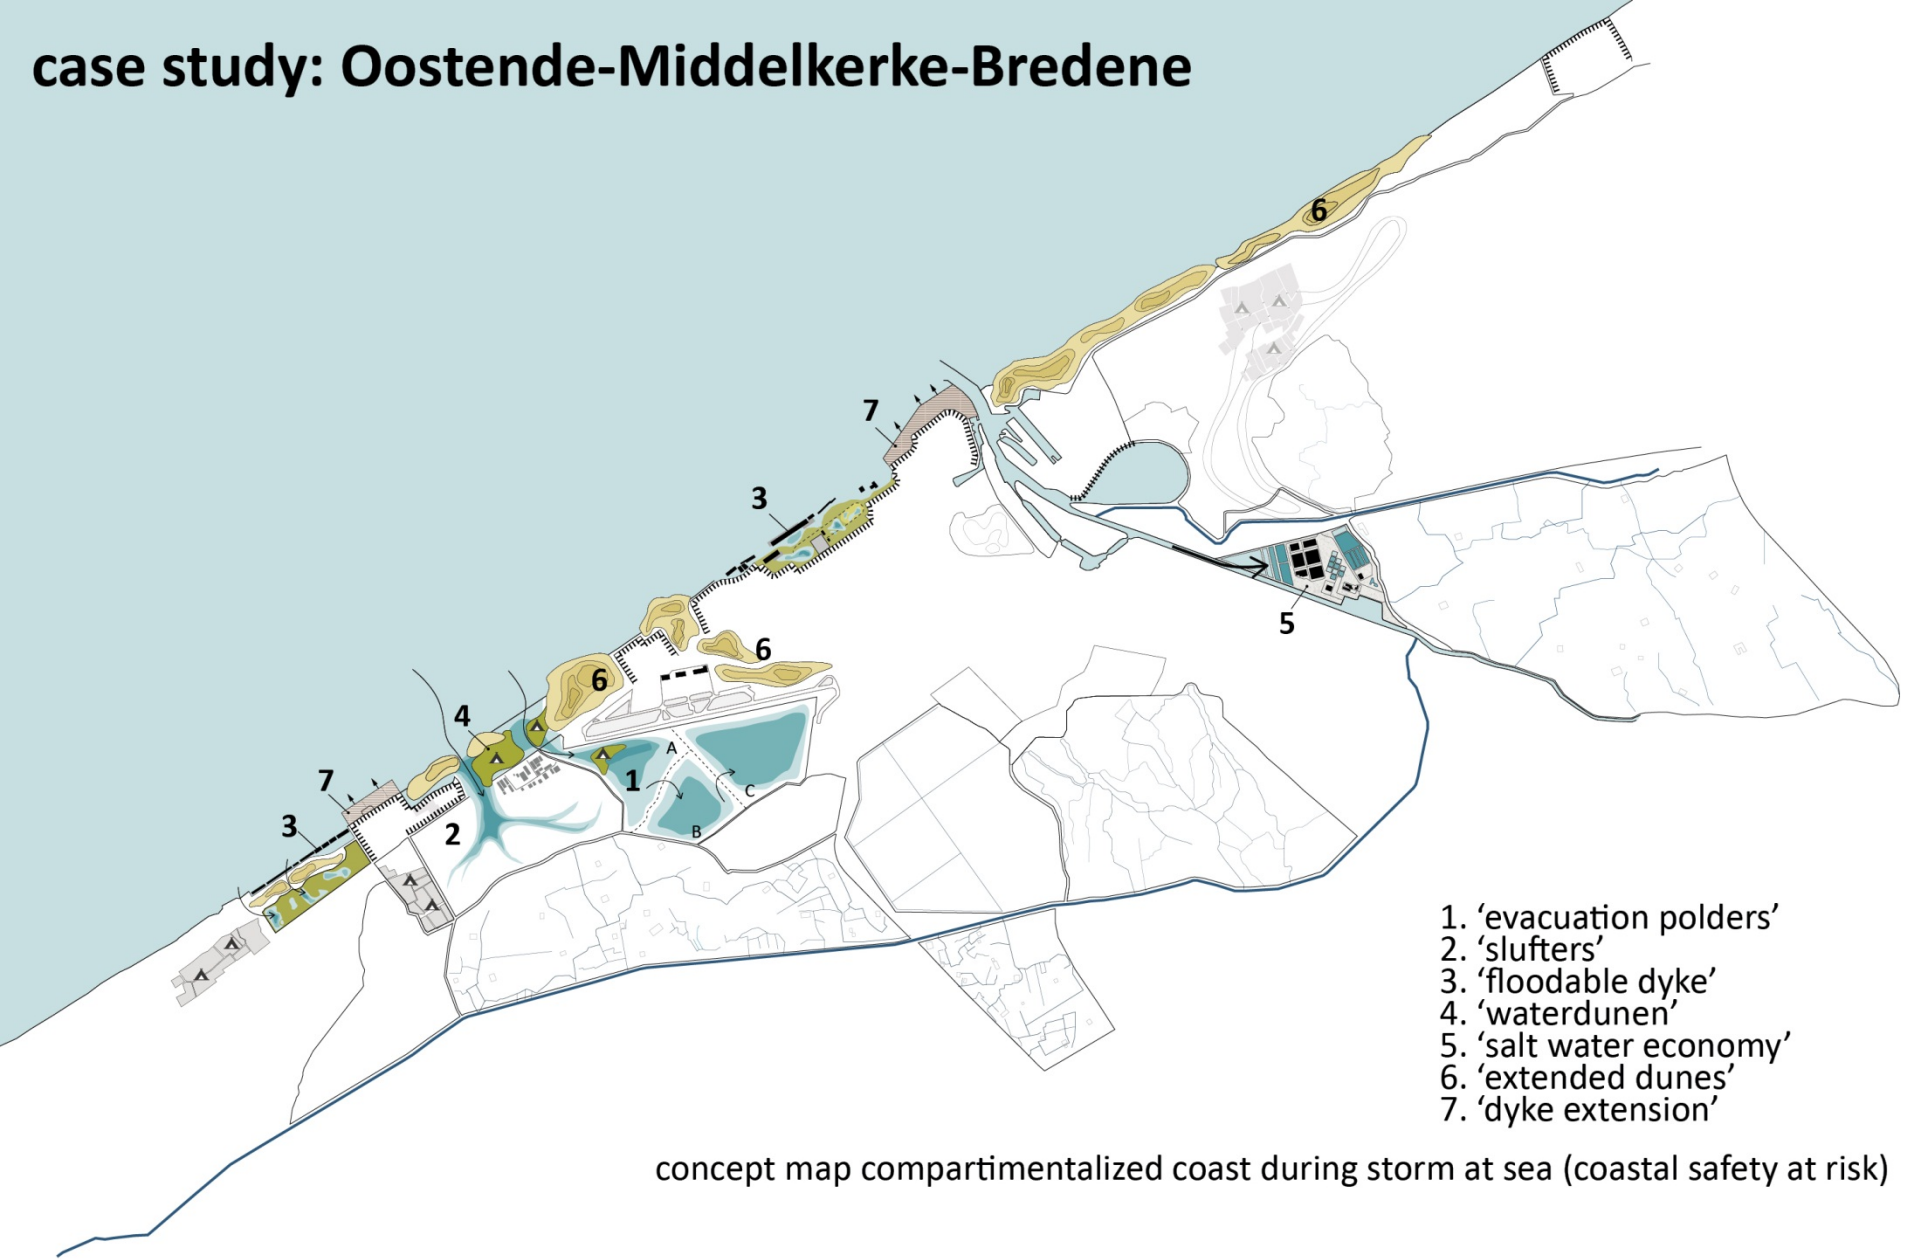 case study: Oostende-Middelkerke-Bredene
6
7
3
5
6
6
4
A
1
7
C
B
2
3
1. ‘evacuation polders’
2. ‘slufters’
3. ‘floodable dyke’
4. ‘waterdunen’
5. ‘salt water economy’
6. ‘extended dunes’
7. ‘dyke extension’
concept map compartimentalized coast during storm at sea (coastal safety at risk)